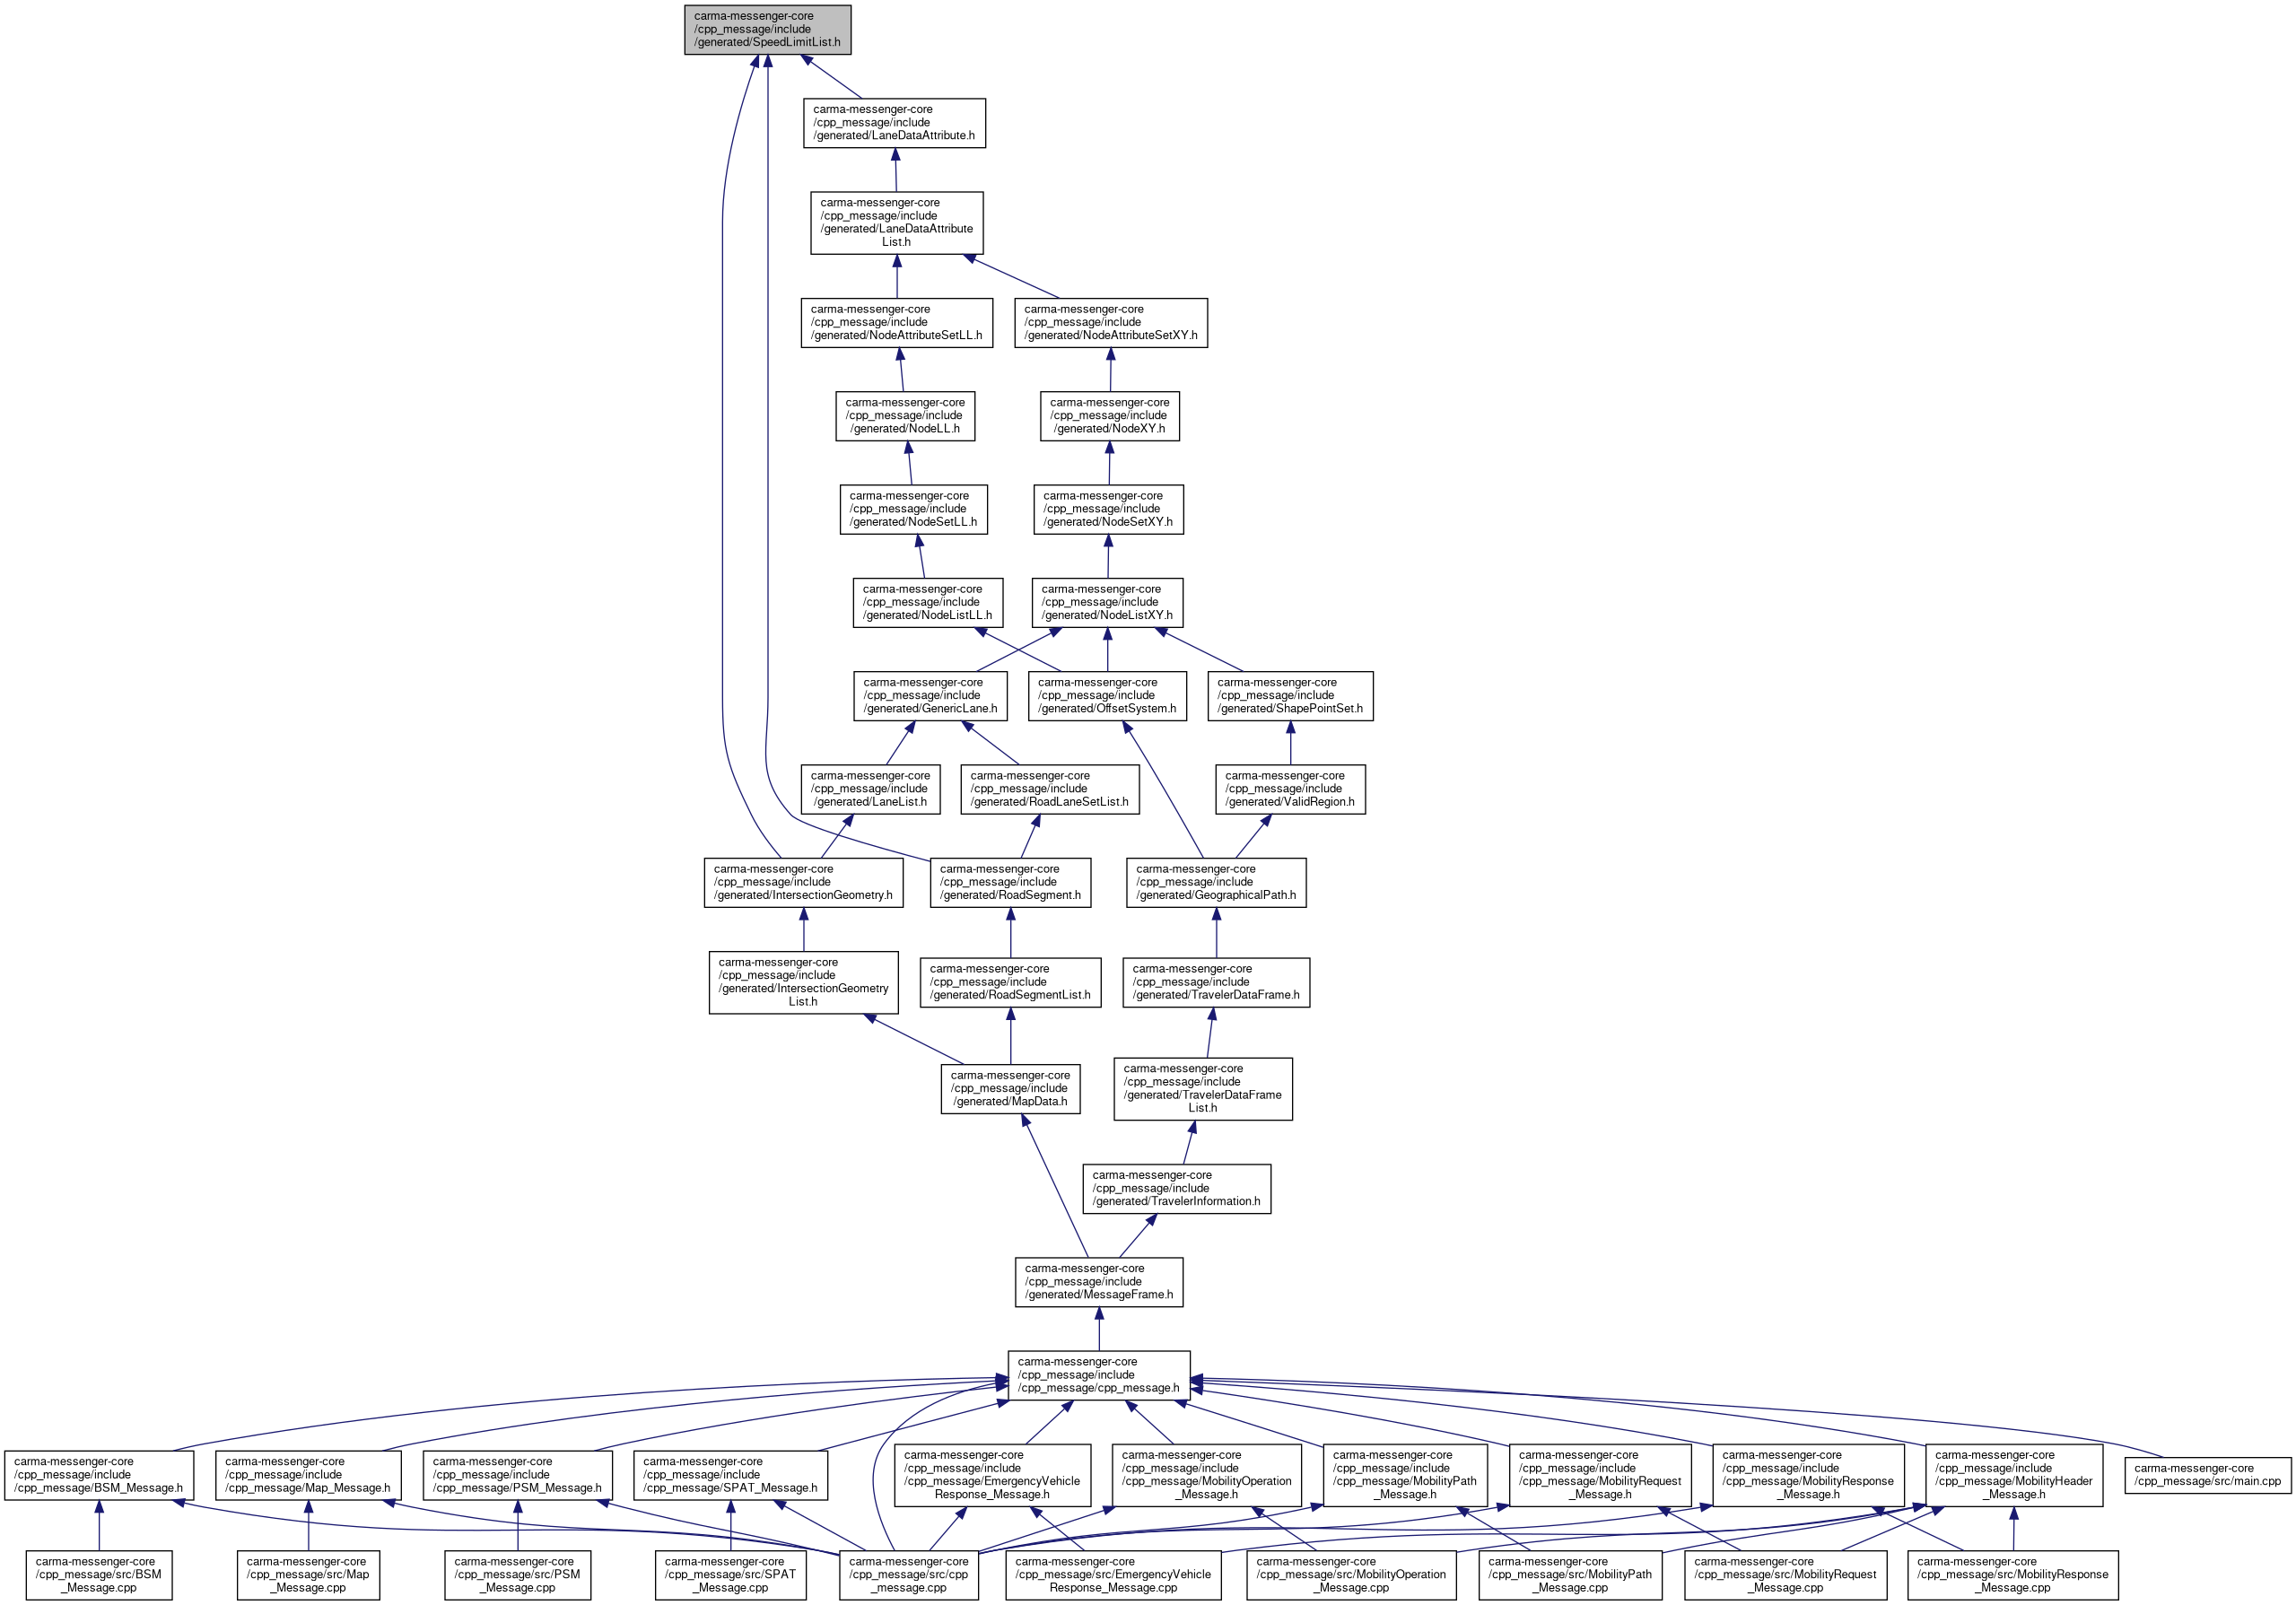 carma-messenger-core
/cpp_message/include
/generated/SpeedLimitList.h
carma-messenger-core
/cpp_message/include
/generated/LaneDataAttribute.h
carma-messenger-core
/cpp_message/include
/generated/LaneDataAttribute
List.h
carma-messenger-core
/cpp_message/include
/generated/NodeAttributeSetLL.h
carma-messenger-core
/cpp_message/include
/generated/NodeAttributeSetXY.h
carma-messenger-core
/cpp_message/include
/generated/NodeLL.h
carma-messenger-core
/cpp_message/include
/generated/NodeXY.h
carma-messenger-core
/cpp_message/include
/generated/NodeSetLL.h
carma-messenger-core
/cpp_message/include
/generated/NodeSetXY.h
carma-messenger-core
/cpp_message/include
/generated/NodeListLL.h
carma-messenger-core
/cpp_message/include
/generated/NodeListXY.h
carma-messenger-core
/cpp_message/include
/generated/GenericLane.h
carma-messenger-core
/cpp_message/include
/generated/OffsetSystem.h
carma-messenger-core
/cpp_message/include
/generated/ShapePointSet.h
carma-messenger-core
/cpp_message/include
/generated/LaneList.h
carma-messenger-core
/cpp_message/include
/generated/RoadLaneSetList.h
carma-messenger-core
/cpp_message/include
/generated/ValidRegion.h
carma-messenger-core
/cpp_message/include
/generated/IntersectionGeometry.h
carma-messenger-core
/cpp_message/include
/generated/RoadSegment.h
carma-messenger-core
/cpp_message/include
/generated/GeographicalPath.h
carma-messenger-core
/cpp_message/include
/generated/IntersectionGeometry
List.h
carma-messenger-core
/cpp_message/include
/generated/RoadSegmentList.h
carma-messenger-core
/cpp_message/include
/generated/TravelerDataFrame.h
carma-messenger-core
/cpp_message/include
/generated/MapData.h
carma-messenger-core
/cpp_message/include
/generated/TravelerDataFrame
List.h
carma-messenger-core
/cpp_message/include
/generated/TravelerInformation.h
carma-messenger-core
/cpp_message/include
/generated/MessageFrame.h
carma-messenger-core
/cpp_message/include
/cpp_message/cpp_message.h
carma-messenger-core
/cpp_message/include
/cpp_message/BSM_Message.h
carma-messenger-core
/cpp_message/include
/cpp_message/Map_Message.h
carma-messenger-core
/cpp_message/include
/cpp_message/PSM_Message.h
carma-messenger-core
/cpp_message/include
/cpp_message/SPAT_Message.h
carma-messenger-core
/cpp_message/include
/cpp_message/EmergencyVehicle
Response_Message.h
carma-messenger-core
/cpp_message/include
/cpp_message/MobilityOperation
_Message.h
carma-messenger-core
/cpp_message/include
/cpp_message/MobilityPath
_Message.h
carma-messenger-core
/cpp_message/include
/cpp_message/MobilityRequest
_Message.h
carma-messenger-core
/cpp_message/include
/cpp_message/MobilityResponse
_Message.h
carma-messenger-core
/cpp_message/include
/cpp_message/MobilityHeader
_Message.h
carma-messenger-core
/cpp_message/src/main.cpp
carma-messenger-core
/cpp_message/src/BSM
_Message.cpp
carma-messenger-core
/cpp_message/src/Map
_Message.cpp
carma-messenger-core
/cpp_message/src/PSM
_Message.cpp
carma-messenger-core
/cpp_message/src/SPAT
_Message.cpp
carma-messenger-core
/cpp_message/src/cpp
_message.cpp
carma-messenger-core
/cpp_message/src/EmergencyVehicle
Response_Message.cpp
carma-messenger-core
/cpp_message/src/MobilityOperation
_Message.cpp
carma-messenger-core
/cpp_message/src/MobilityPath
_Message.cpp
carma-messenger-core
/cpp_message/src/MobilityRequest
_Message.cpp
carma-messenger-core
/cpp_message/src/MobilityResponse
_Message.cpp